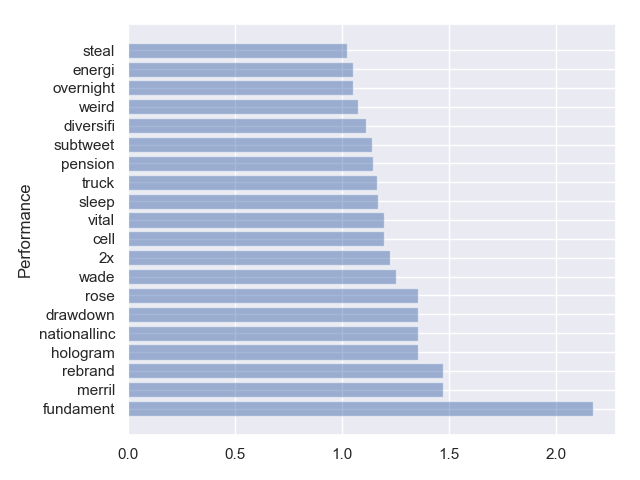 steal
energi
overnight
weird
diversifi
subtweet
pension
truck
sleep
vital
cell
2x
wade
rose
drawdown
nationallinc
hologram
rebrand
merril
fundament
Performance
0.0 0.5 1.0 1.5 2.0